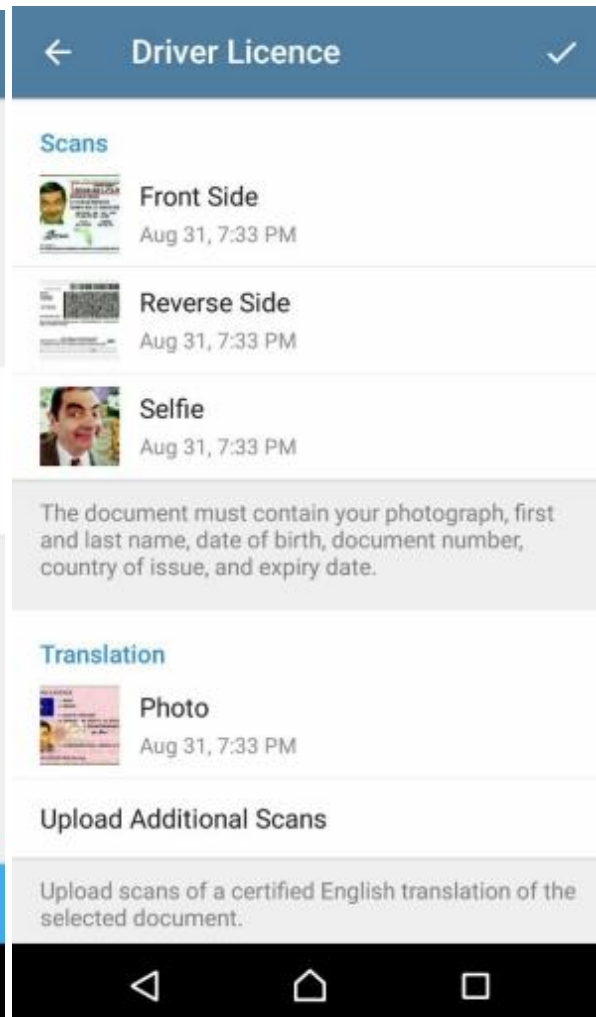 Driver Licence
Scans
Front Side
Aug 31, 7:33 PM
Reverse Side
Aug 31, 7:33 PM
Selfie
Aug 31, 7:33 PM
The document must contain your photograph, first
and last name, date of birth, document number,
country of issue, and expiry date.
Translation
Photo
Aug 31, 7:33 PM
Upload Additional Scans
Upload scans of a certified English translation of the
selected document.